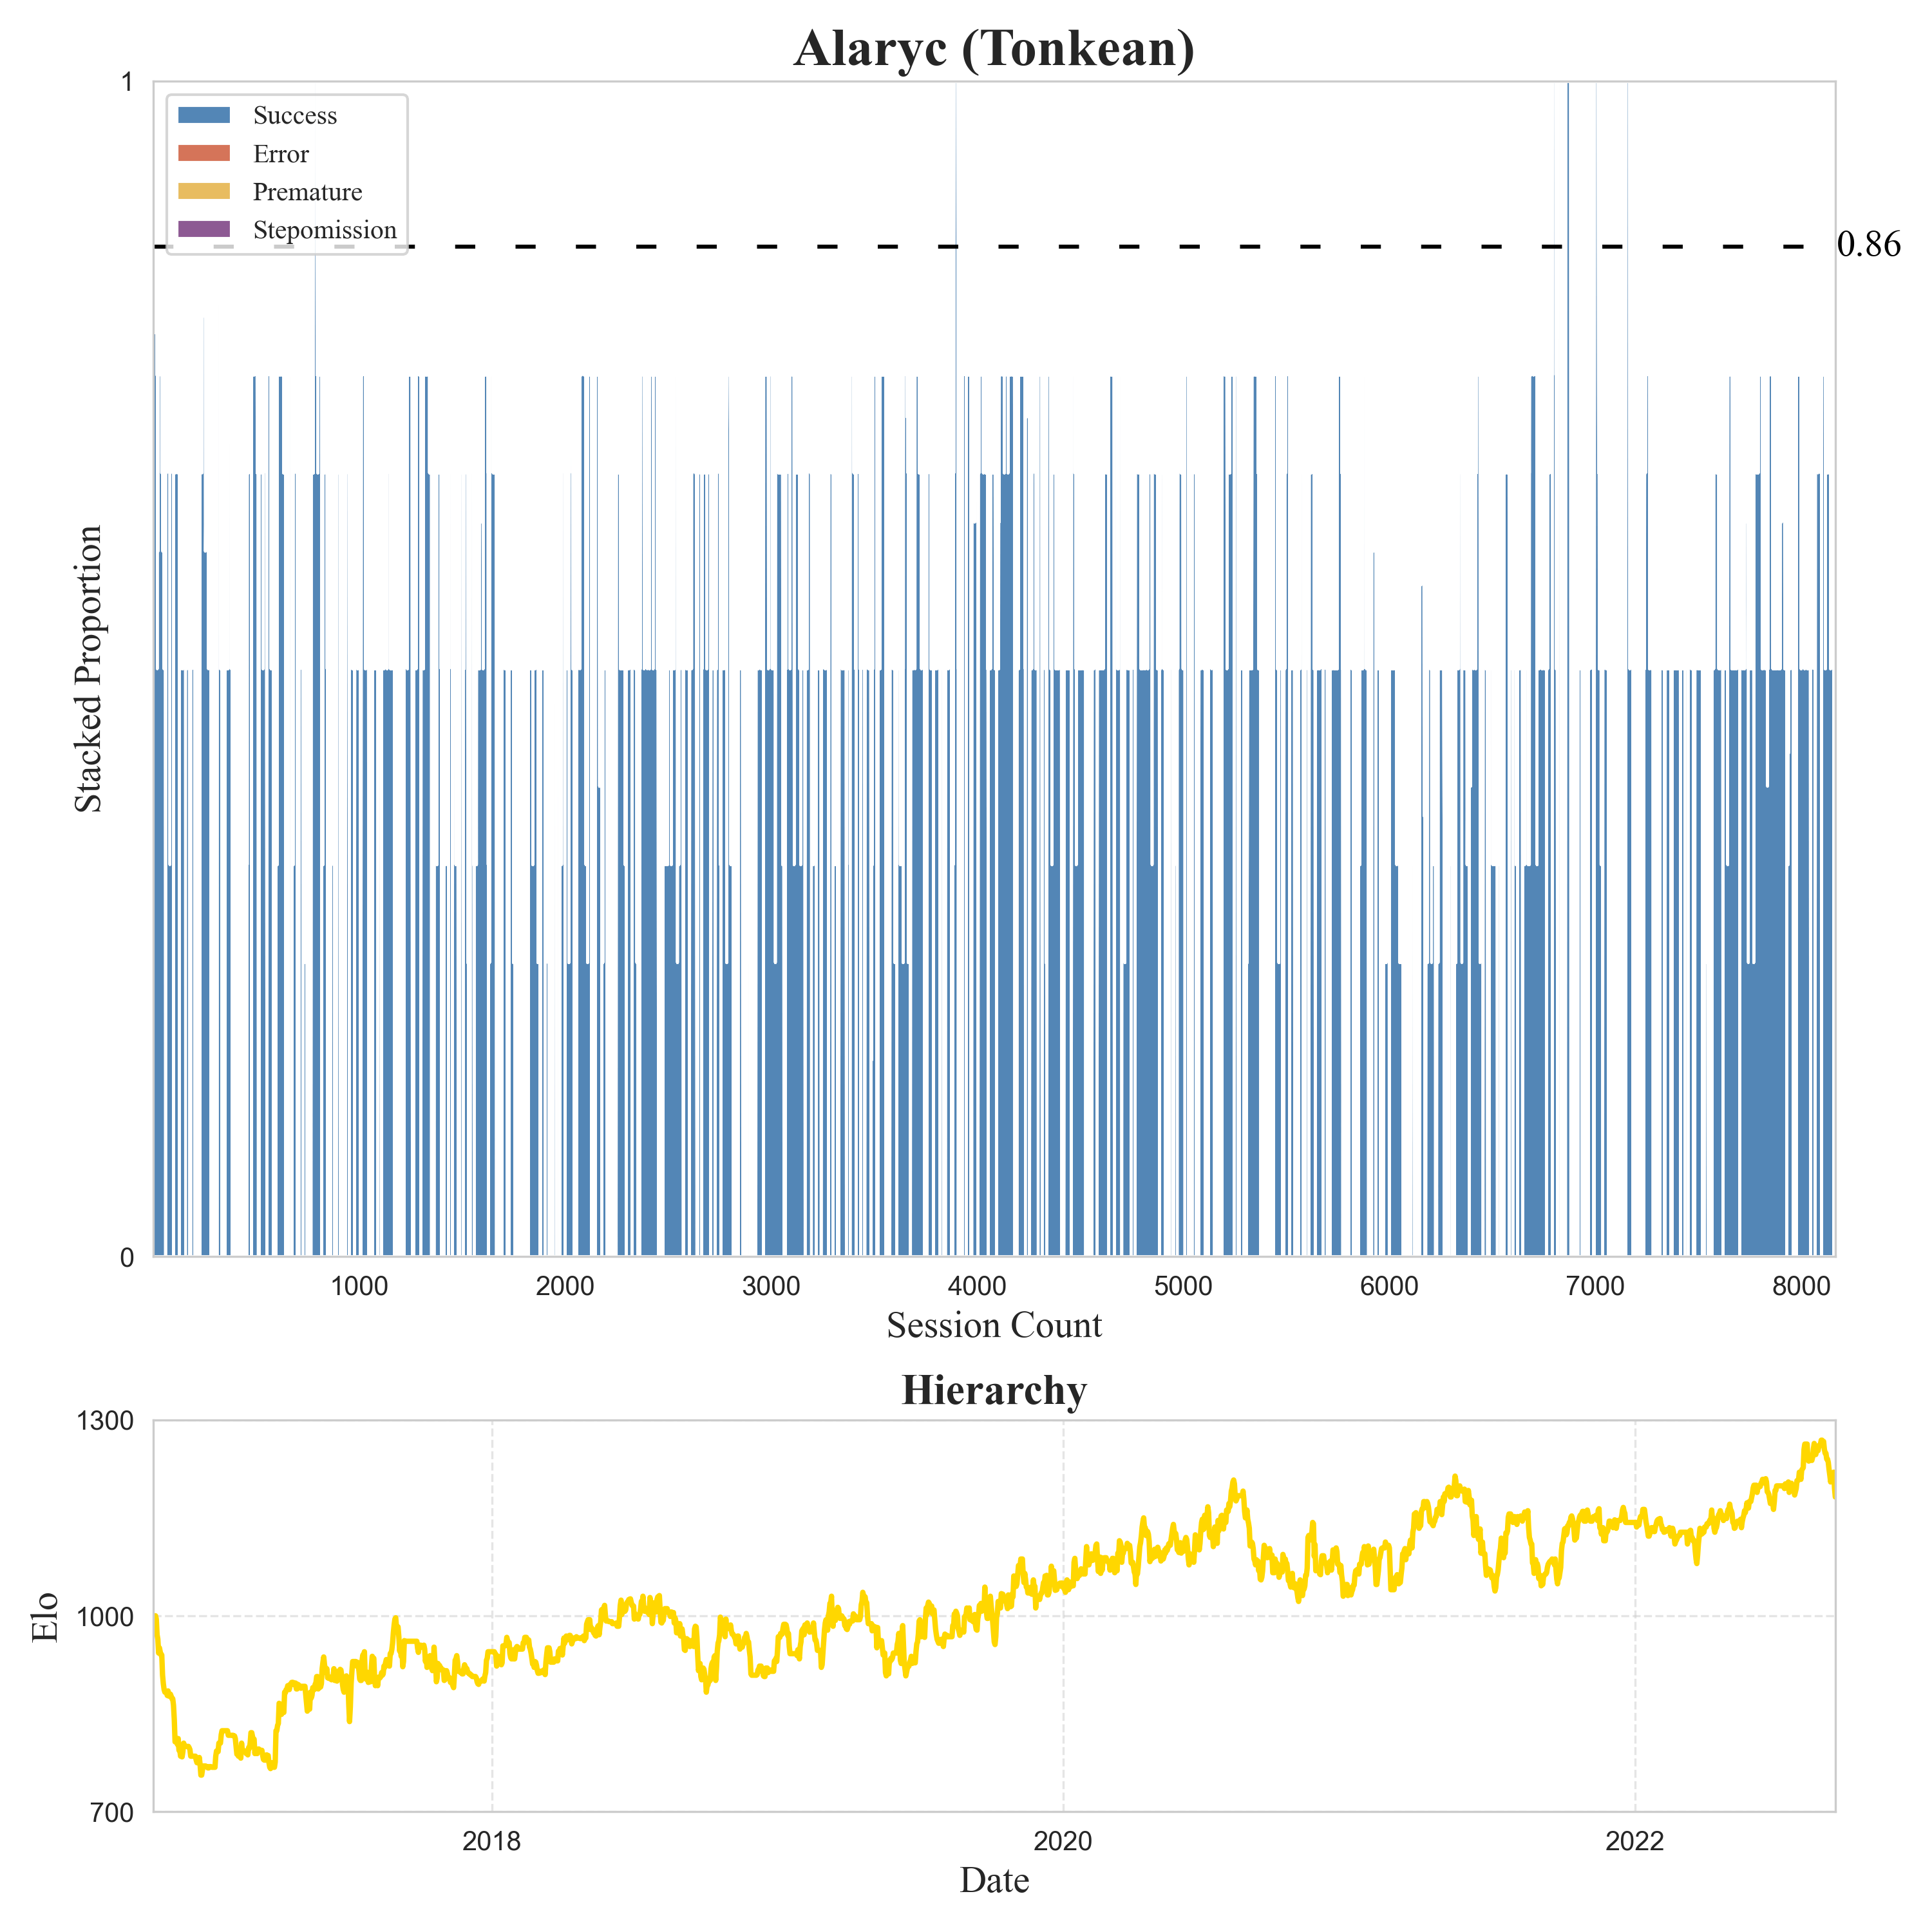 Alaryc (Tonkean)
1
Success
Error
Premature
Stepomission
0.86
Stacked Proportion
0
1000 2000 3000 4000 5000 6000 7000 8000
Session Count
Hierarchy
1300
1000
700
Elo
2018 2020 2022
Date